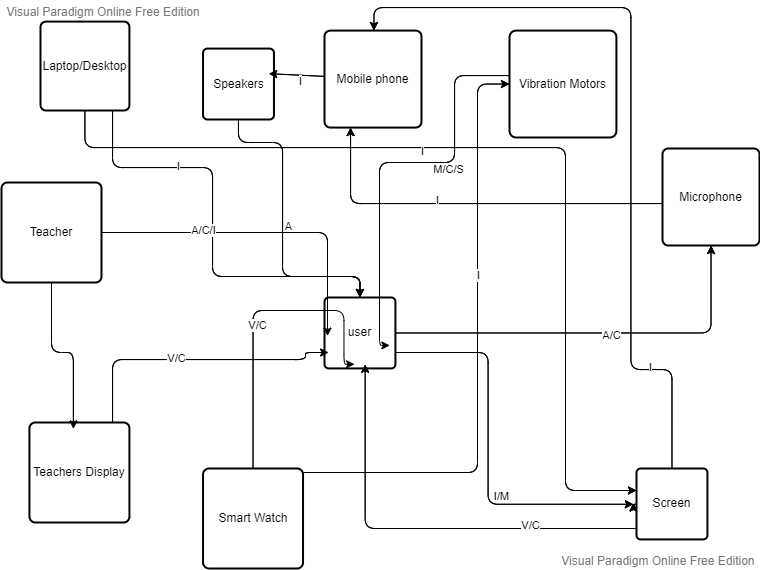 Visual Paradigm Online Free Edition
Laptop/Desktop
Speakers
Mobile phone
Vibration Motors
I
I
M/C/S
I
Microphone
I
Teacher
A/C/I
A
I
V/C
user
A/C
V/C
I
Teachers Display
Smart Watch
I/M
Screen
V/C
Visual Paradigm Online Free Edition